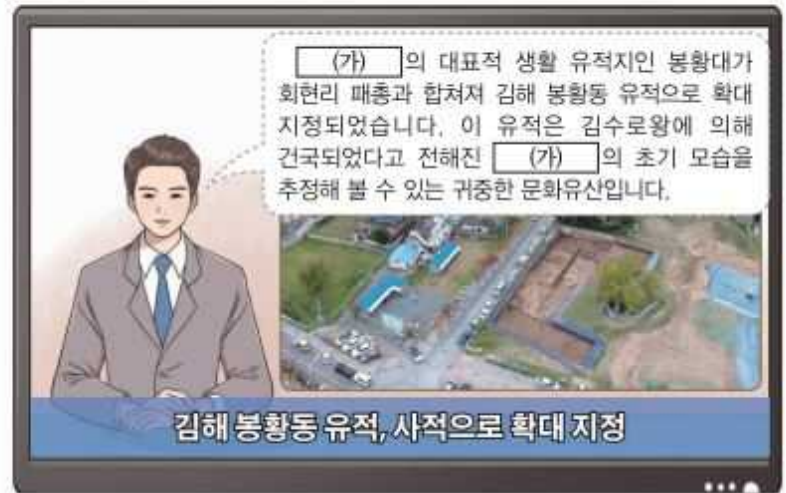 (가) 의 대표적 생활 유적지인 봉황대가
회현리 패총과 합쳐져 김해 봉황동 유적으로 확대
지정되었습니다. 이 유적은 김수로왕에 의해
건국되었다고 전해진 (가) 의 초기 모습을
추정해 볼 수 있는 귀중한 문화유산입니다.
김해 봉황동 유적, 사적으로 확대 지정